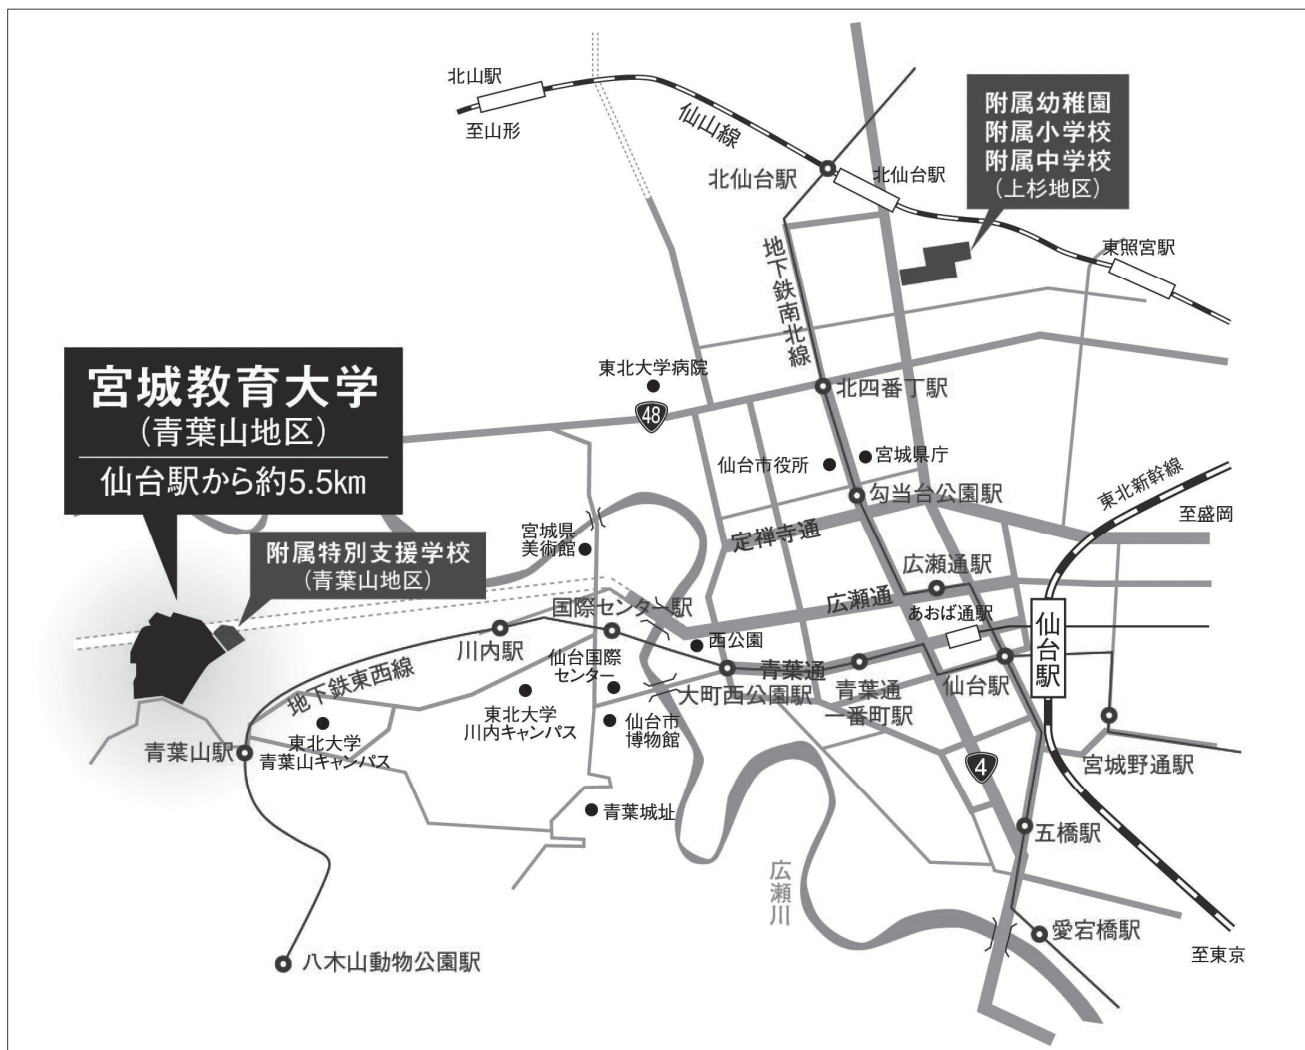 北山駅
至山形
仙山線
北仙台駅
北仙台駅
附属幼稚園
附属小学校
附属中学校
(上杉地区)
東照宮駅
地下鉄南北線
宮城教育大学
(青葉山地区)
仙台駅から約5.5km
東北大学病院
48
北四番丁駅
仙台市役所
宮城県庁
勾当台公園駅
東北新幹線
至盛岡
定禅寺通
宮城県
美術館
附属特別支援学校
(青葉山地区)
広瀬通駅
広瀬通
あおば通駅
国際センター駅
西公園
川内駅
仙台国際
センター
青葉通
大町西公園駅
青葉通
一番町駅
仙台駅
仙台駅
地下鉄東西線
東北大学
川内キャンパス
仙台市
博物館
東北大学
青葉山キャンパス
青葉山駅
4
宮城野通駅
青葉城址
五橋駅
広瀬川
愛宕橋駅
至東京
八木山動物公園駅